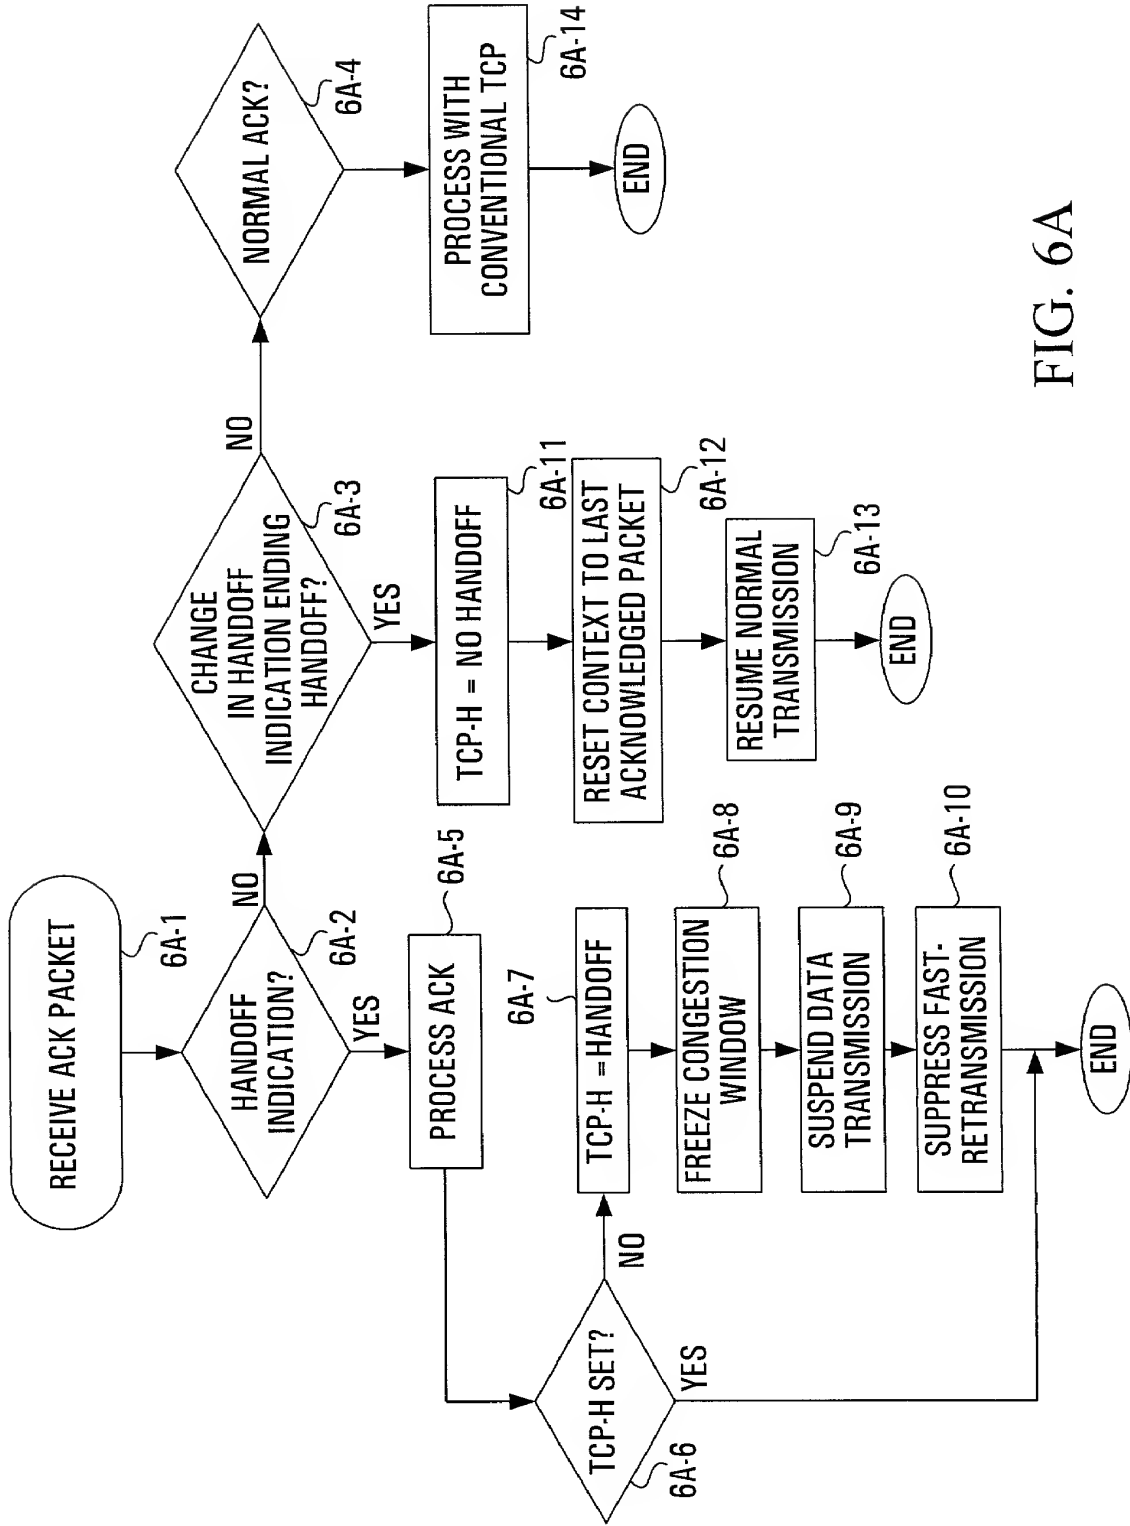 RECEIVE ACK PACKET
6A-1
HANDOFF
INDICATION?
6A-2
NO
YES
CHANGE
IN HANDOFF
INDICATION ENDING
HANDOFF?
6A-3
NO
YES
NORMAL ACK?
6A-4
PROCESS WITH
CONVENTIONAL TCP
6A-14
END
TCP-H = NO HANDOFF
6A-11
RESET CONTEXT TO LAST
ACKNOWLEDGED PACKET
6A-12
RESUME NORMAL
TRANSMISSION
6A-13
END
PROCESS ACK
6A-5
TCP-H SET?
6A-6
NO
YES
6A-7
TCP-H =HANDOFF
FREEZE CONGESTION
WINDOW
6A-8
SUSPEND DATA
TRANSMISSION
6A-9
SUPPRESS FAST-
RETRANSMISSION
6A-10
END
FIG. 6A